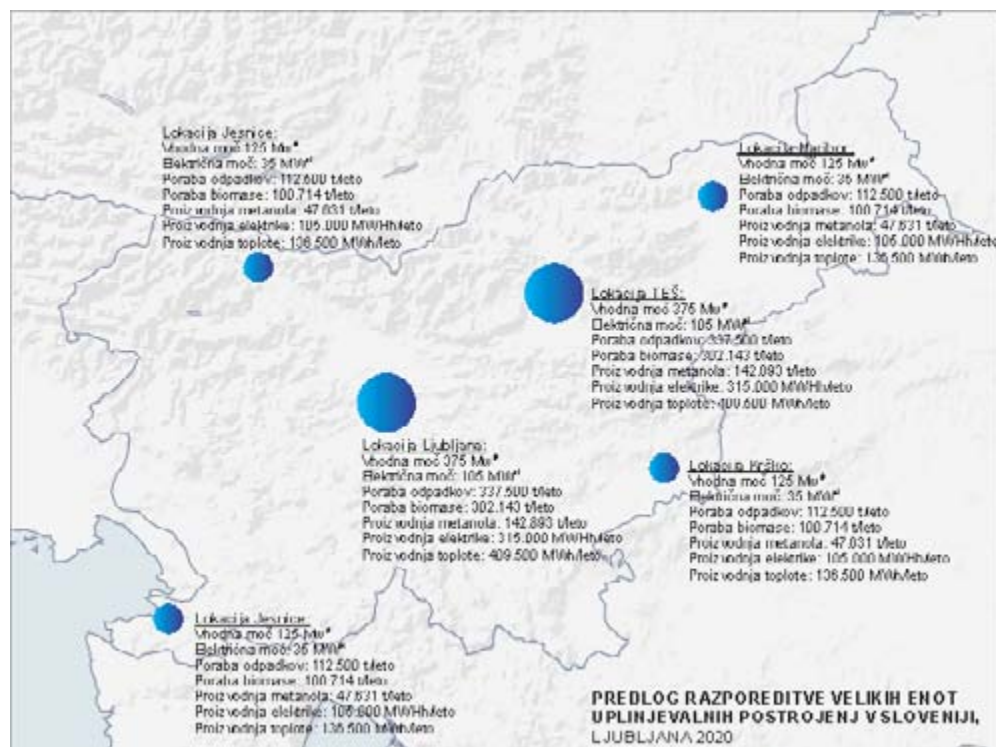 Lokacija Jesnice:
Vhodna moč 125 Mw
Električna moč: 35 MW
Poraba odpadkov: 112.500 t/leto
Poraba biomase: 100.714 t/leto
Proizvodnja metanola: 47.631 t/leto
Proizvodnja elektrike: 105.000 MWHh/leto
Proizvodnja toplote: 136.500 MWh/leto
Lokacija Maribor:
Vhodna moč 125 Mw
Električna moč: 35 MW
Poraba odpadkov: 112.500 t/leto
Poraba biomase: 100.714 t/leto
Proizvodnja metanola: 47.631 t/leto
Proizvodnja elektrike: 105.000 MWHh/leto
Proizvodnja toplote: 136.500 MWh/leto
Lokacija TEŠ:
Vhodna moč 375 Mw
Električna moč: 105 MW
Poraba odpadkov: 337.500 t/leto
Poraba biomase: 302.143 t/leto
Proizvodnja metanola: 142.893 t/leto
Proizvodnja elektrike: 315.000 MWHh/leto
Proizvodnja toplote: 409.500 MWh/leto
Lokacija Ljubljana:
Vhodna moč 375 Mw
Električna moč: 105 MW
Poraba odpadkov: 337.500 t/leto
Poraba biomase: 302.143 t/leto
Proizvodnja metanola: 142.893 t/leto
Proizvodnja elektrike: 315.000 MWHh/leto
Proizvodnja toplote: 409.500 MWh/leto
Lokacija Krško:
Vhodna moč 125 Mw
Električna moč: 35 MW
Poraba odpadkov: 112.500 t/leto
Poraba biomase: 100.714 t/leto
Proizvodnja metanola: 47.631 t/leto
Proizvodnja elektrike: 105.000 MWHh/leto
Proizvodnja toplote: 136.500 MWh/leto
Lokacija Jesnice:
Vhodna moč 125 Mw
Električna moč: 35 MW
Poraba odpadkov: 112.500 t/leto
Poraba biomase: 100.714 t/leto
Proizvodnja metanola: 47.631 t/leto
Proizvodnja elektrike: 105.000 MWHh/leto
Proizvodnja toplote: 136.500 MWh/leto
PREDLOG RAZPOREDITVE VELIKIH ENOT
UPLINJEVALNIH POSTROJENJ V SLOVENIJI,
LJUBLJANA 2020